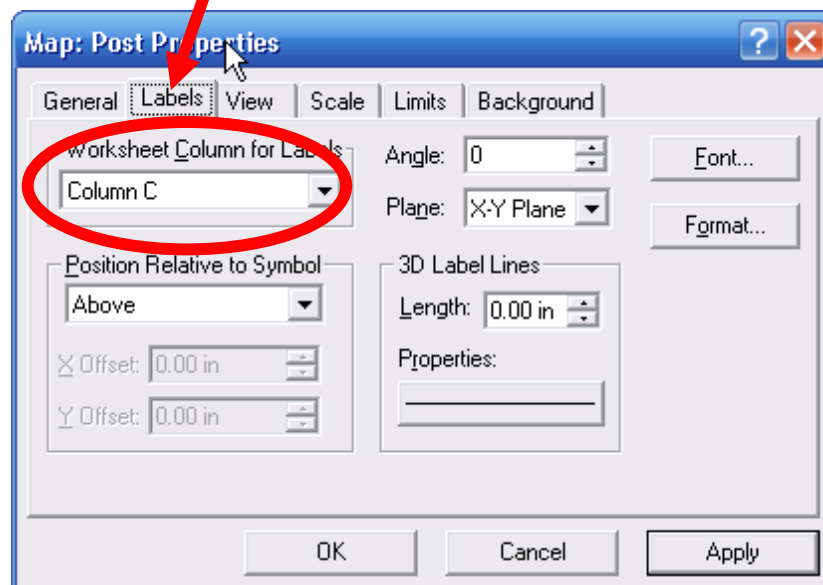 Map: Post Properties
General Labels View Scale Limits Background
Worksheet Column for Labels
Column C
Angle: 0
Plane: X-Y Plane
Font...
Format...
Position Relative to Symbol
Above
X Offset: 0.00 in
Y Offset: 0.00 in
3D Label Lines
Length: 0.00 in
Properties:
OK Cancel Apply